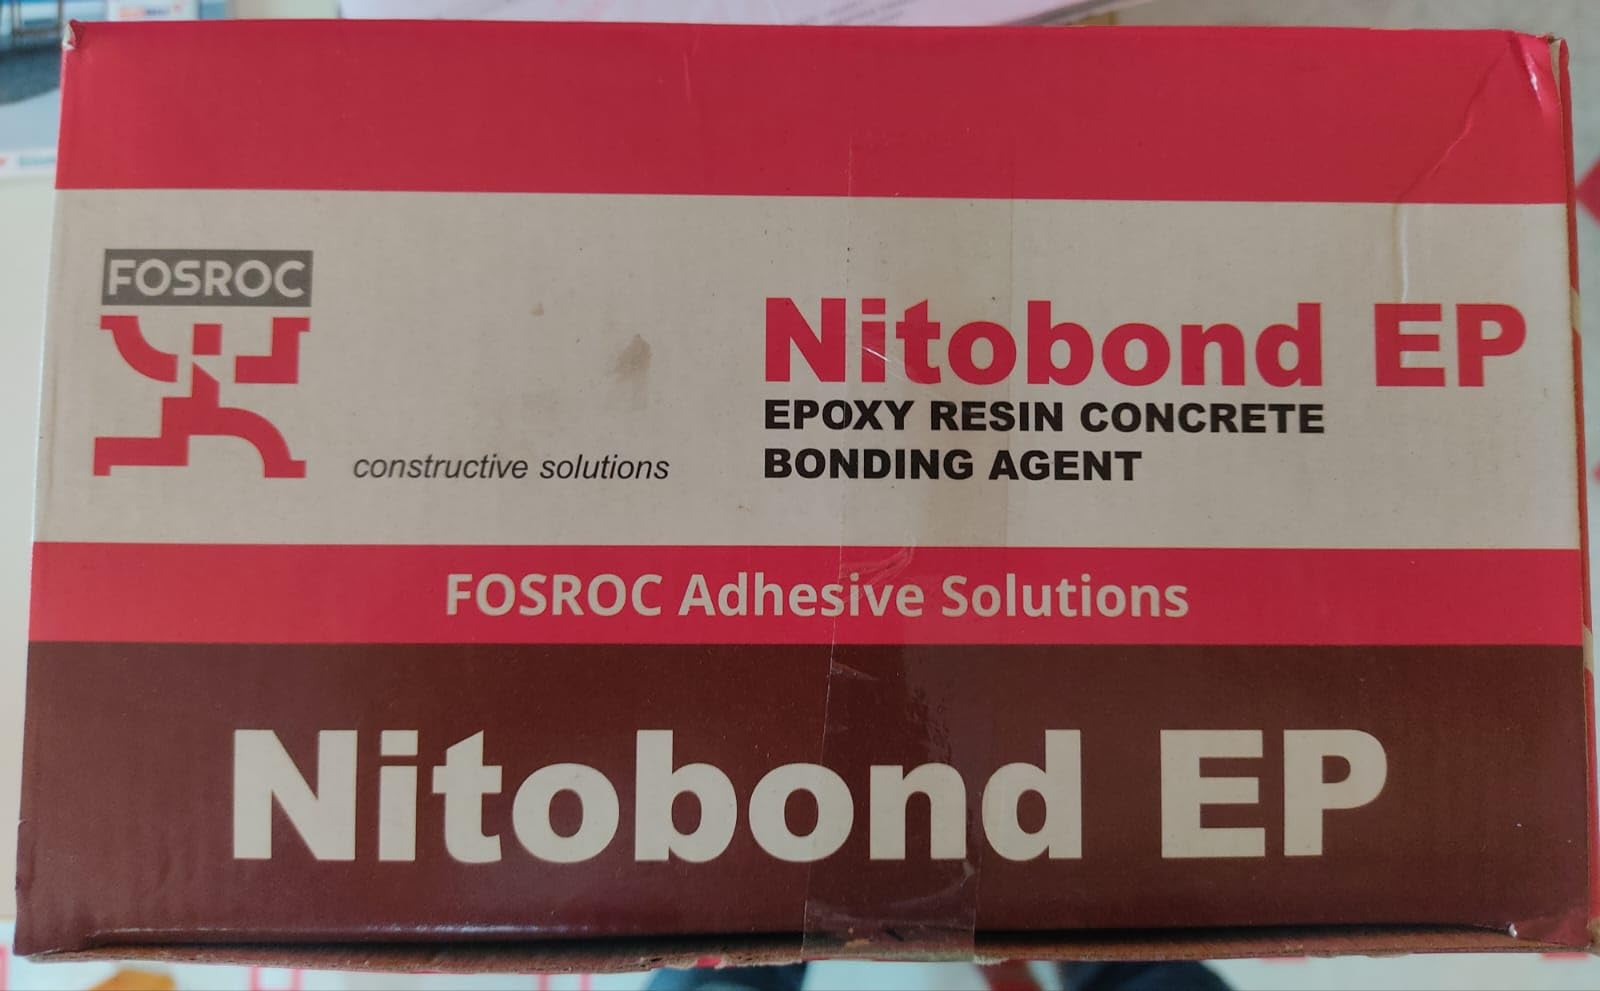 FOSROC
constructive solutions
Nitobond EP
EPOXY RESIN CONCRETE
BONDING AGENT
FOSROC Adhesive Solutions
Nitobond EP